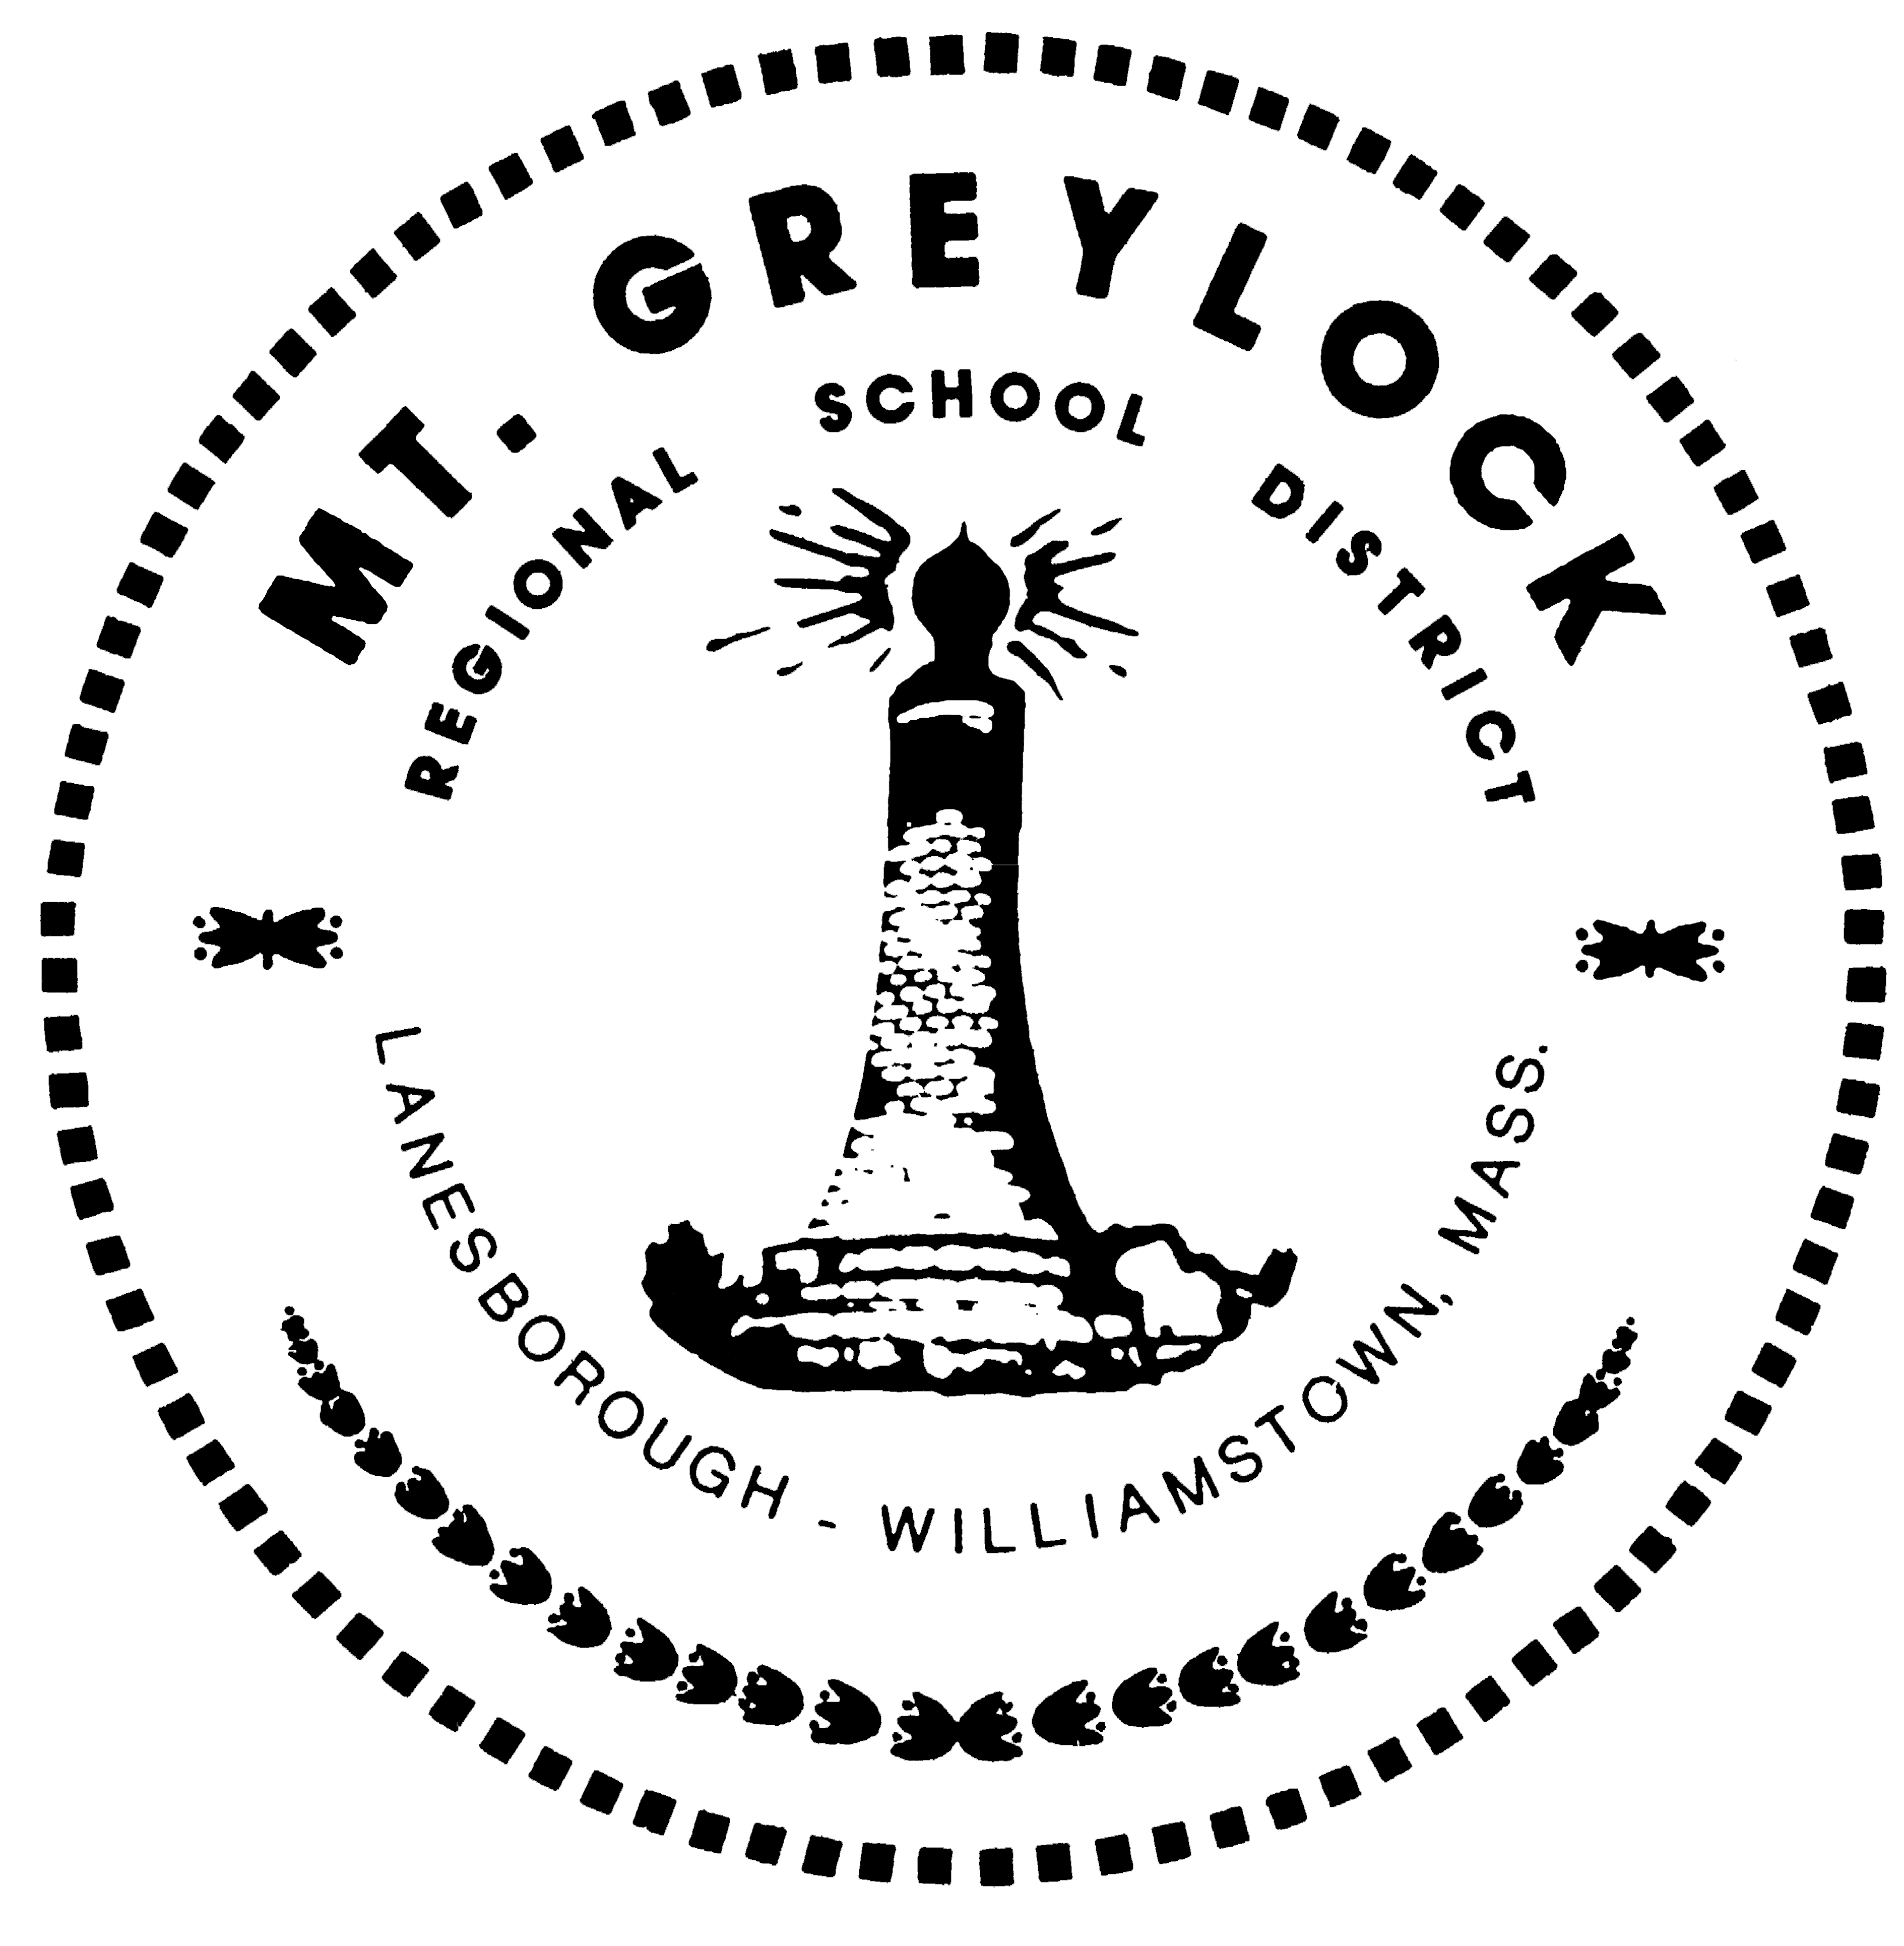 MT. GREYLOCK
REGIONAL SCHOOL DISTRICT
LANESBOROUGH - WILLIAMSTOWN, MASS.